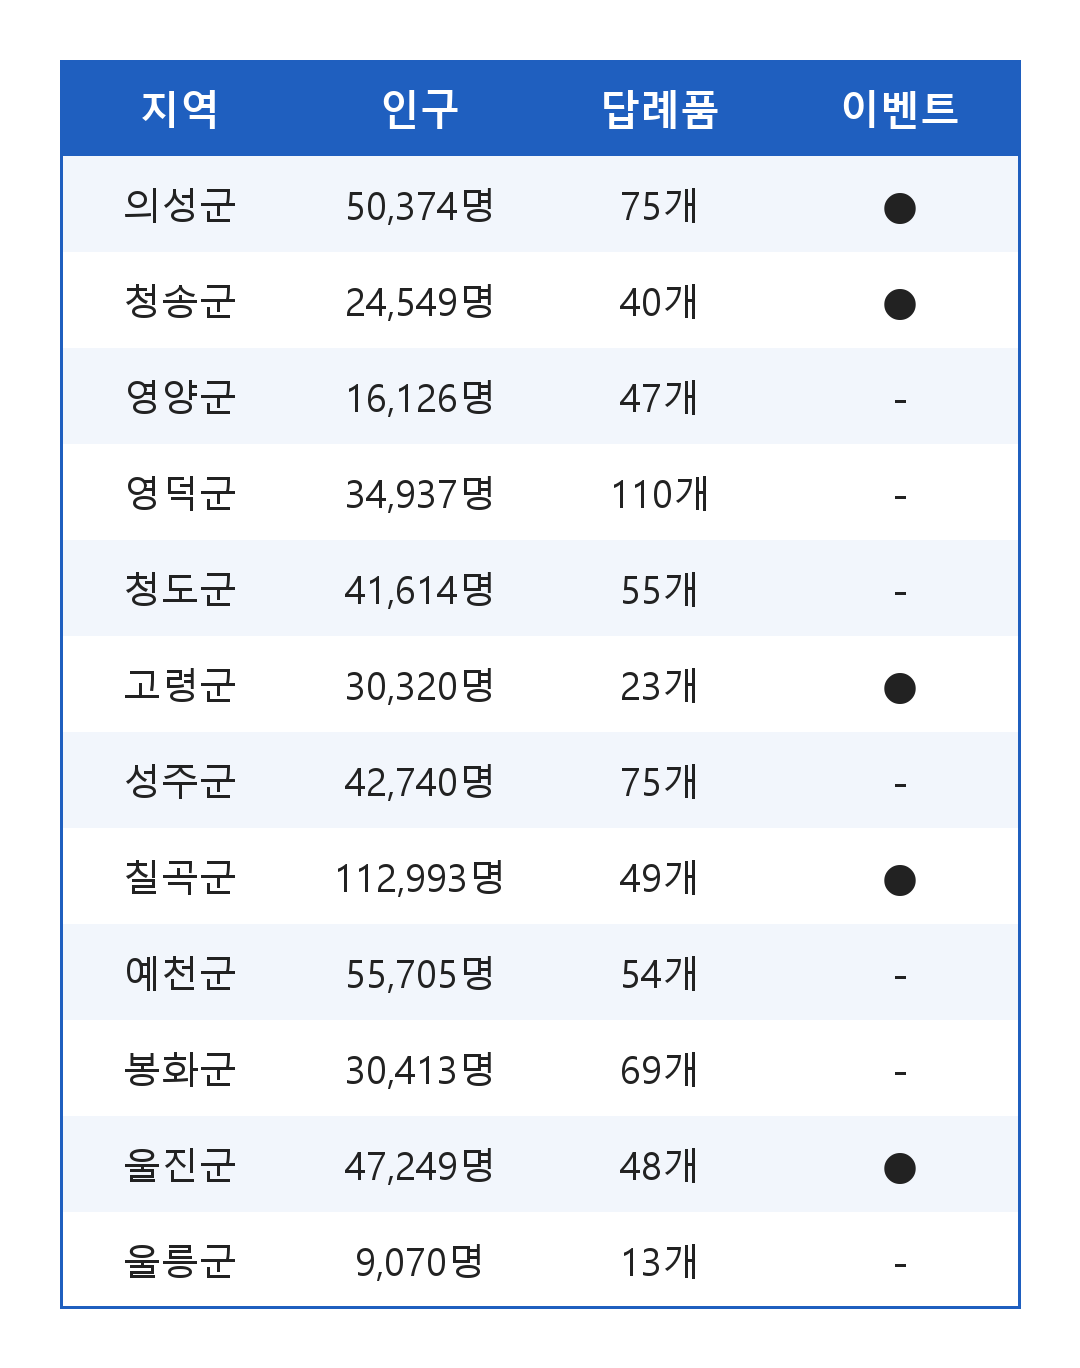 지역 인구 답례품 이벤트
의성군 50,374명 75개 ●
청송군 24,549명 40개 ●
영양군 16,126명 47개 -
영덕군 34,937명 110개 -
청도군 41,614명 55개 -
고령군 30,320명 23개 ●
성주군 42,740명 75개 -
칠곡군 112,993명 49개 ●
예천군 55,705명 54개 -
봉화군 30,413명 69개 -
울진군 47,249명 48개 ●
울릉군 9,070명 13개 -